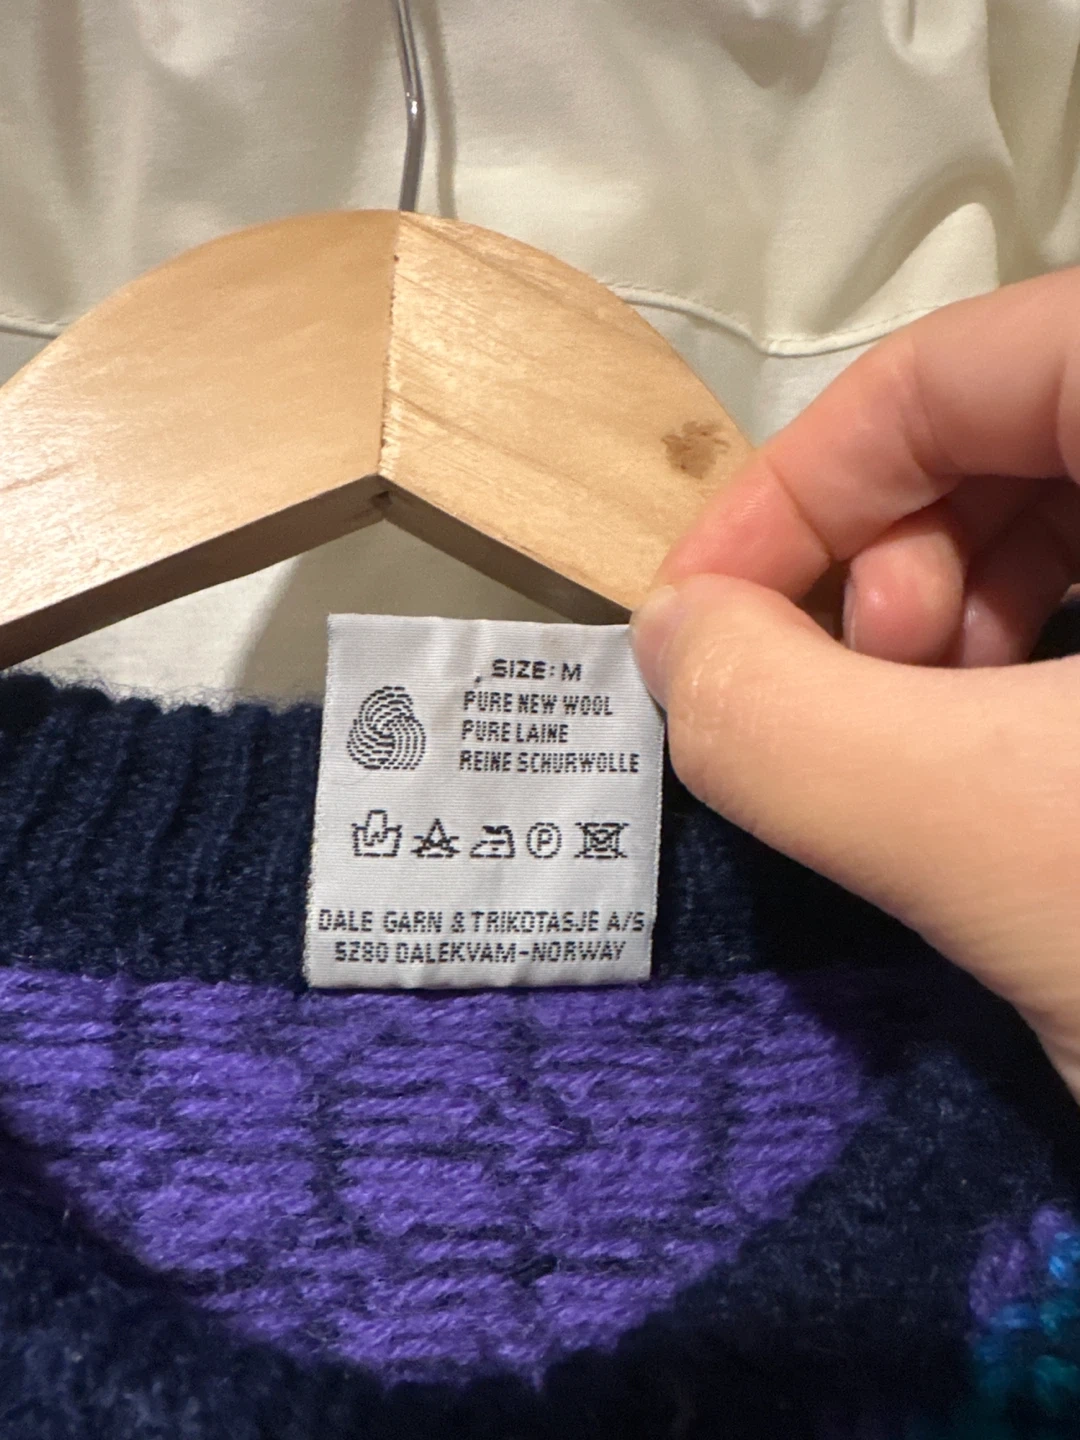 SIZE: M
PURE NEW WOOL
PURE LAINE
REINE SCHURWOLLE
P
DALE GARN & TRIKOTASJE A/S
5280 DALEKVAM-NORWAY